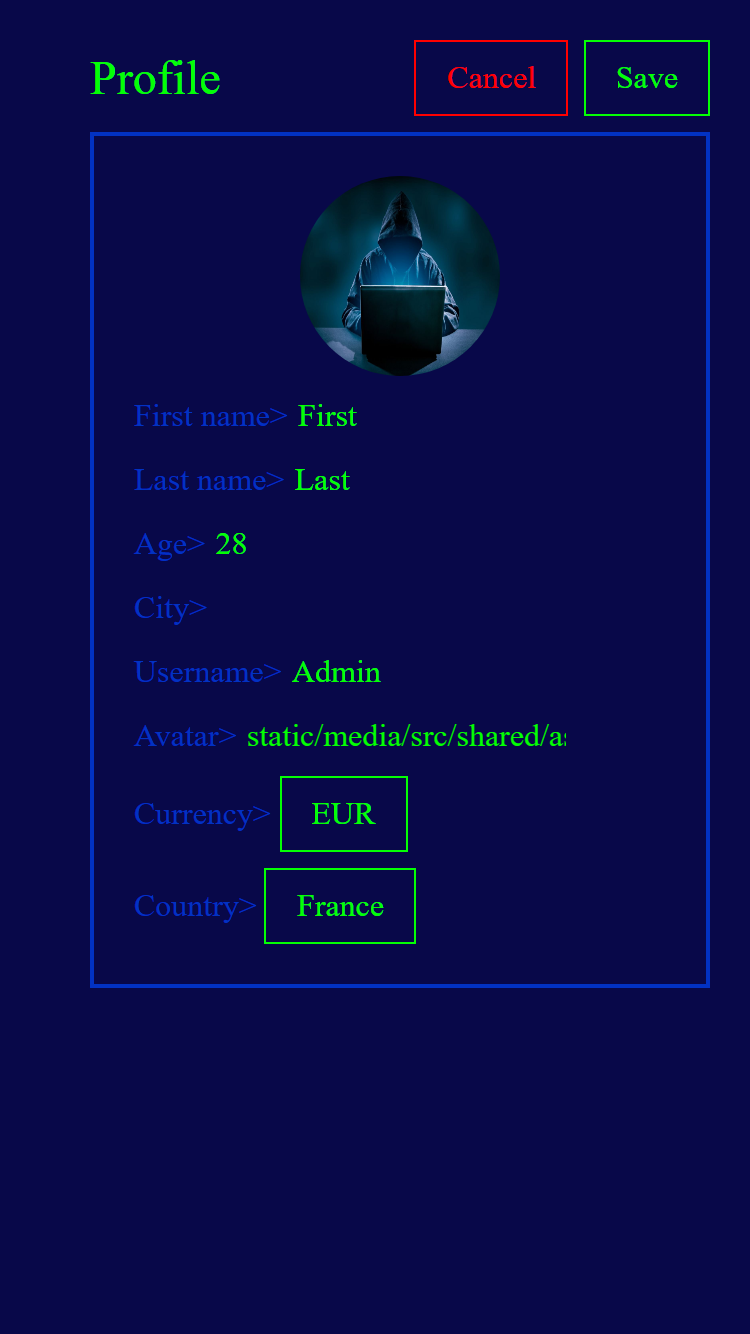 Profile Cancel Save
First name> First
Last name> Last
Age> 28
City>
Username> Admin
Avatar> static/media/src/shared/a
Currency> EUR
Country> France